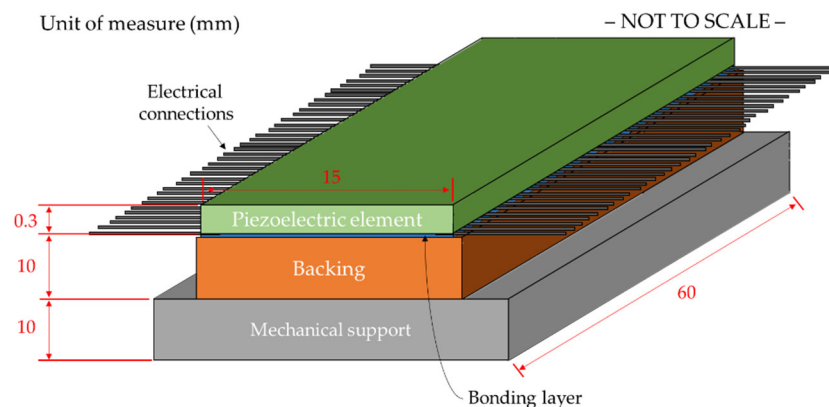 Unit of measure (mm)
– NOT TO SCALE –
Electrical
connections
15
0.3
Piezoelectric element
10
Backing
60
10
Mechanical support
Bonding layer